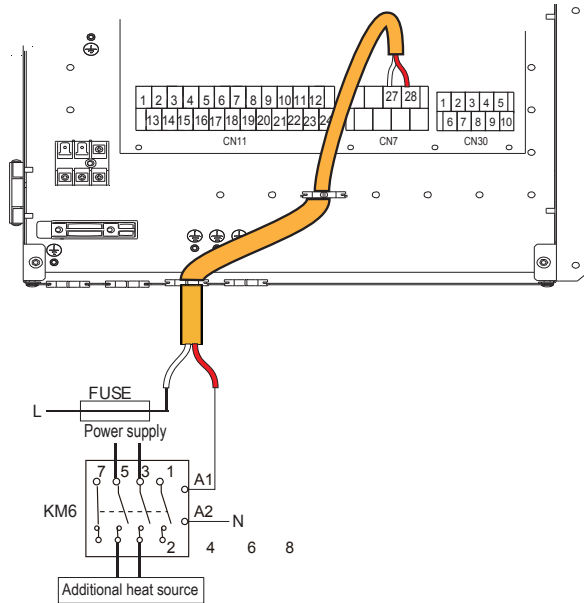 27 28
1 2 3 4 5 6 7 8 9 10 11 12
1 2 3 4 5
13 14 15 16 17 18 19 20 21 22 23 24
6 7 8 9 10
CN11
CN7
CN30
FUSE
L
Power supply
7 5 3 1
A1
KM6
A2
N
2 4 6 8
Additional heat source